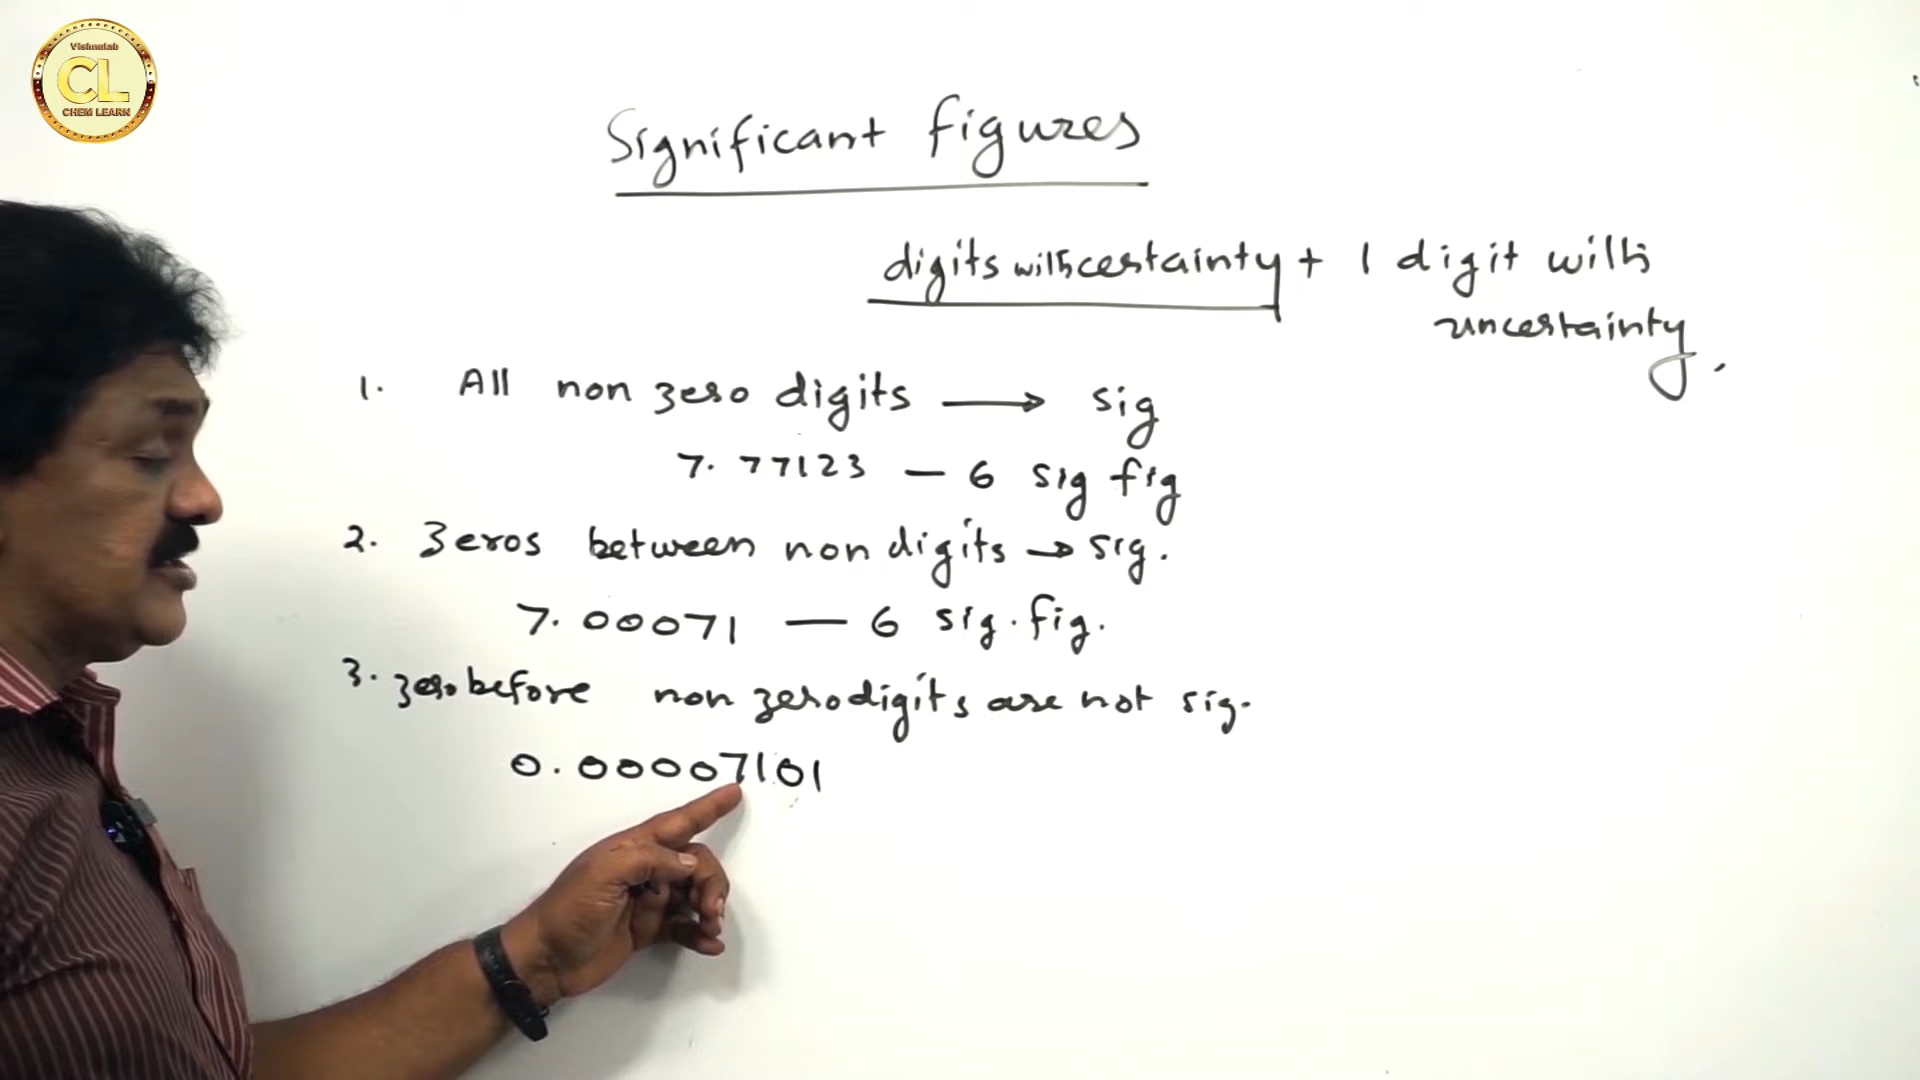 Vishnulab
CL
CHEM LEARN
Significant figures
digits with certainty + 1 digit with
uncertainty.
1. All non zero digits → sig
7.77123 — 6 sig fig
2. Zeros between non digits → sig.
7.00071 — 6 sig. fig.
3. zero before non zero digits are not sig.
0.00007101